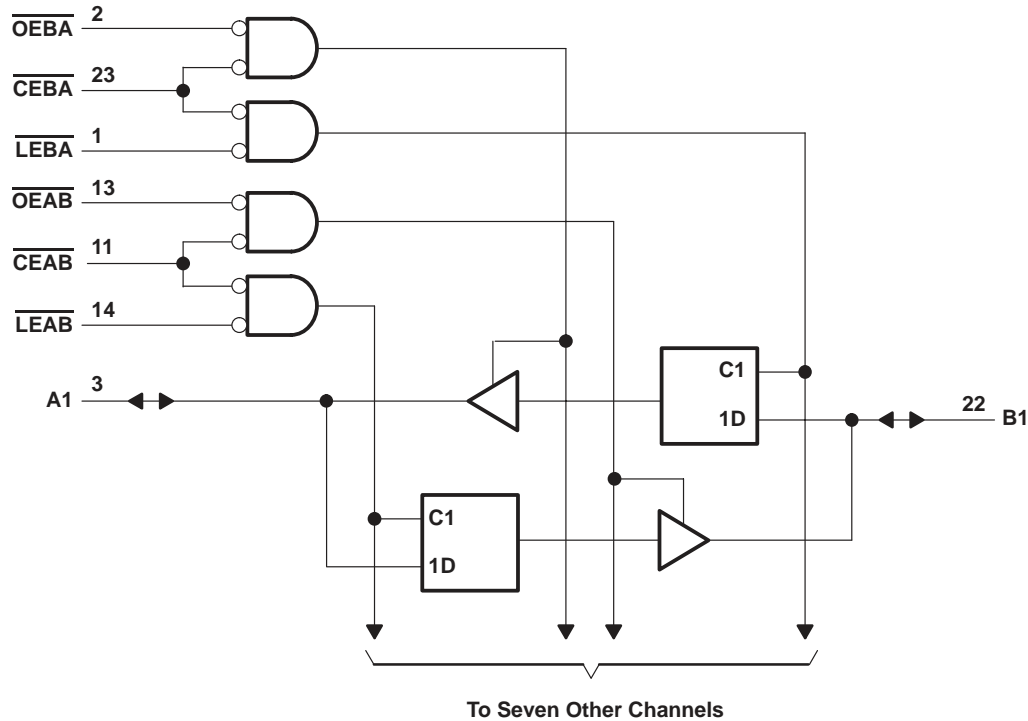 OEBA 2
CEBA 23
LEBA 1
OEAB 13
CEAB 11
LEAB 14
A1 3
C1
1D
22 B1
C1
1D
To Seven Other Channels